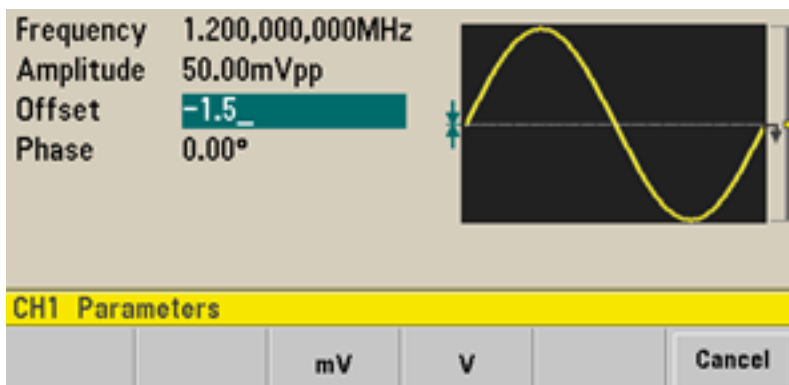 Frequency 1.200,000,000MHz
Amplitude 50.00mVpp
Offset -1.5_
Phase 0.00°
CH1 Parameters
mV V Cancel